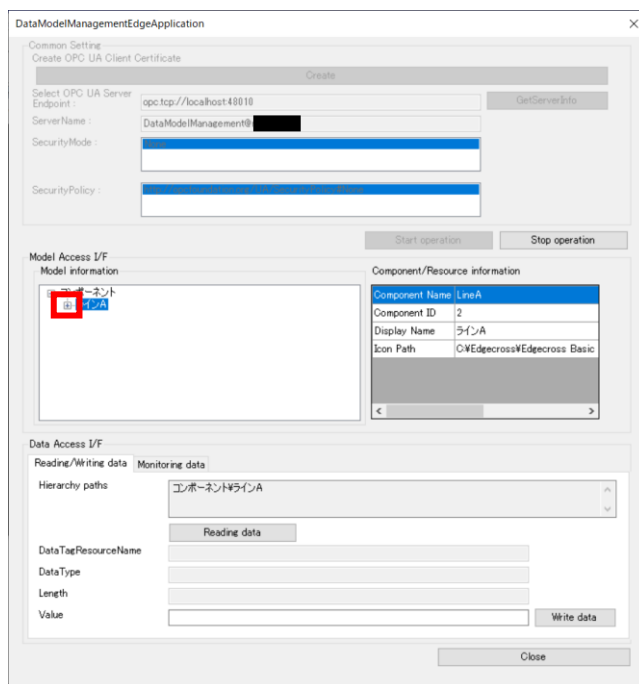 DataModelManagementEdgeApplication
Common Setting
Create OPC UA Client Certificate
Create
Select OPC UA Server
Endpoint :
opc.tcp://localhost:48010
GetServerInfo
ServerName :
DataModelManagement@
SecurityMode :
None
SecurityPolicy :
Start operation
Stop operation
Model Access I/F
Model information
コンポーネント
ラインA
Component/Resource information
Component Name LineA
Component ID 2
Display Name ラインA
Icon Path C:¥Edgecross¥Edgecross Basic
Data Access I/F
Reading/Writing data
Monitoring data
Hierarchy paths
コンポーネント¥ラインA
Reading data
DataTagResourceName
DataType
Length
Value
Write data
Close